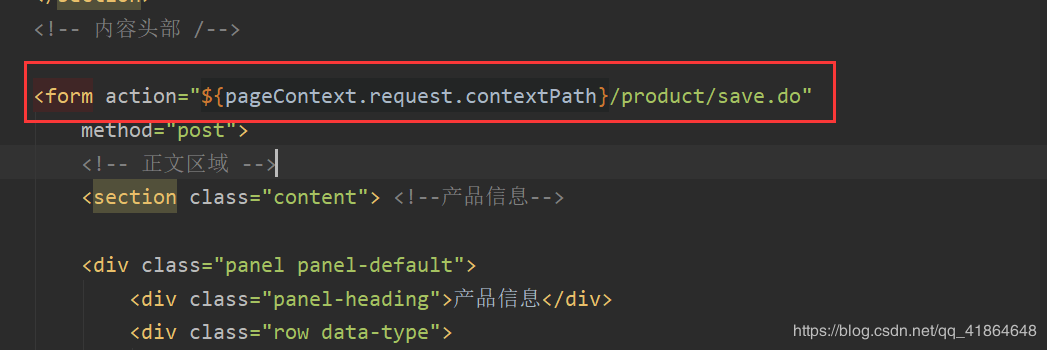 </section>
<!-- 内容头部 /-->
<form action="${pageContext.request.contextPath}/product/save.do"
method="post">
<!-- 正文区域 -->
<section class="content"> <!--产品信息-->
<div class="panel panel-default">
<div class="panel-heading">产品信息</div>
<div class="row data-type">
https://blog.csdn.net/qq_41864648